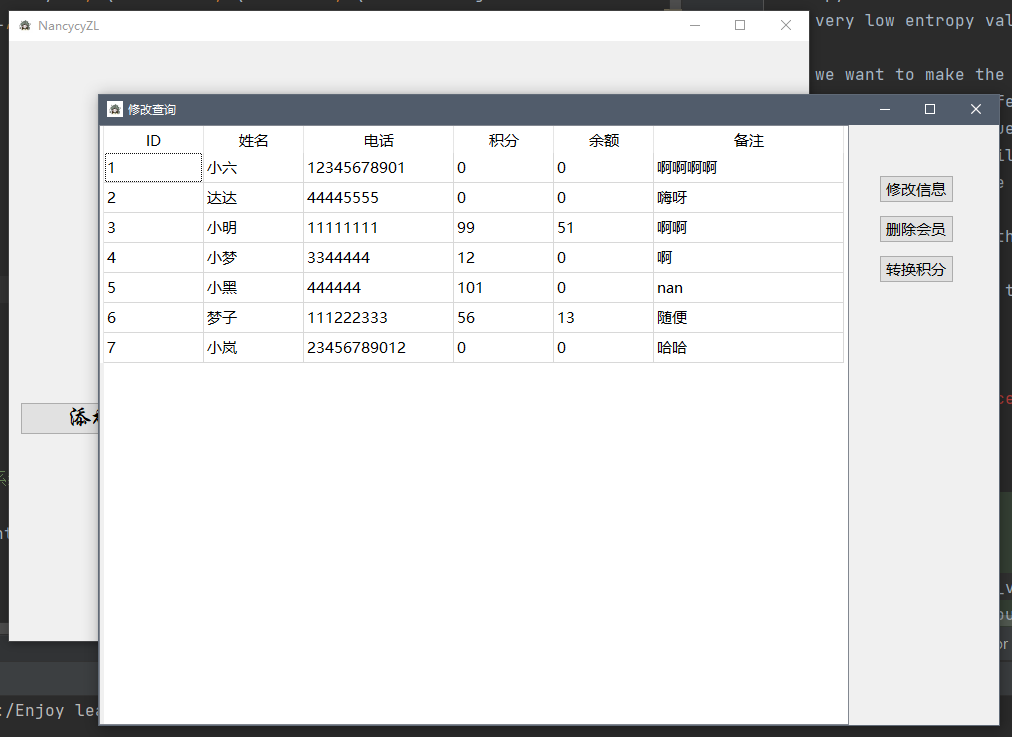 very low entropy val
NancycyZL
we want to make the
修改查询
ID 姓名 电话 积分 余额 备注
1 小六 12345678901 0 0 啊啊啊啊
2 达达 44445555 0 0 嗨呀
3 小明 11111111 99 51 啊啊
4 小梦 3344444 12 0 啊
5 小黑 444444 101 0 nan
6 梦子 111222333 56 13 随便
7 小岚 23456789012 0 0 哈哈
修改信息
删除会员
转换积分
添
:/Enjoy lea